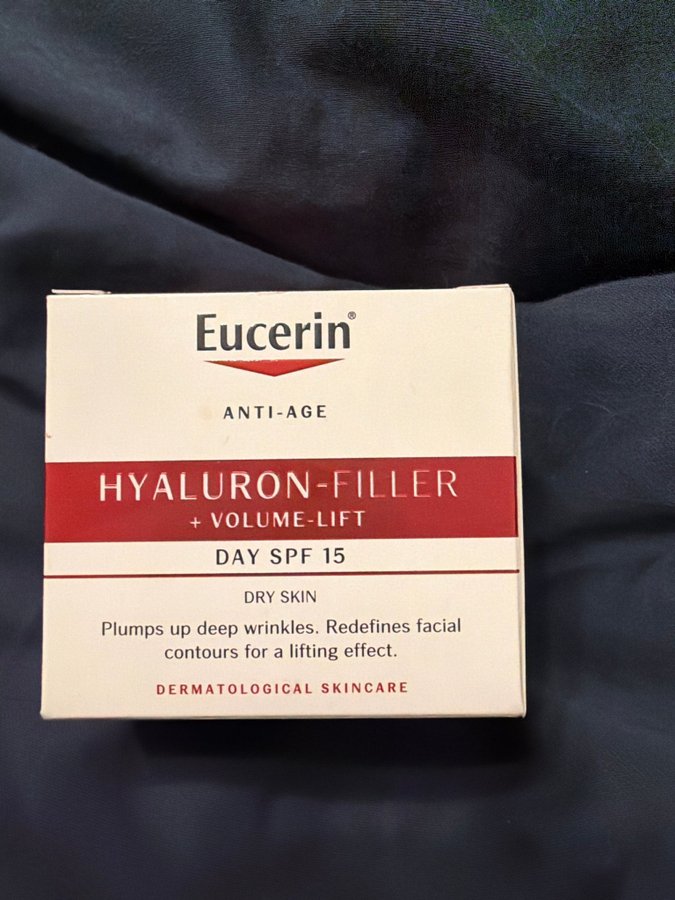 Eucerin®
ANTI-AGE
HYALURON-FILLER
+ VOLUME-LIFT
DAY SPF 15
DRY SKIN
Plumps up deep wrinkles. Redefines facial
contours for a lifting effect.
DERMATOLOGICAL SKINCARE